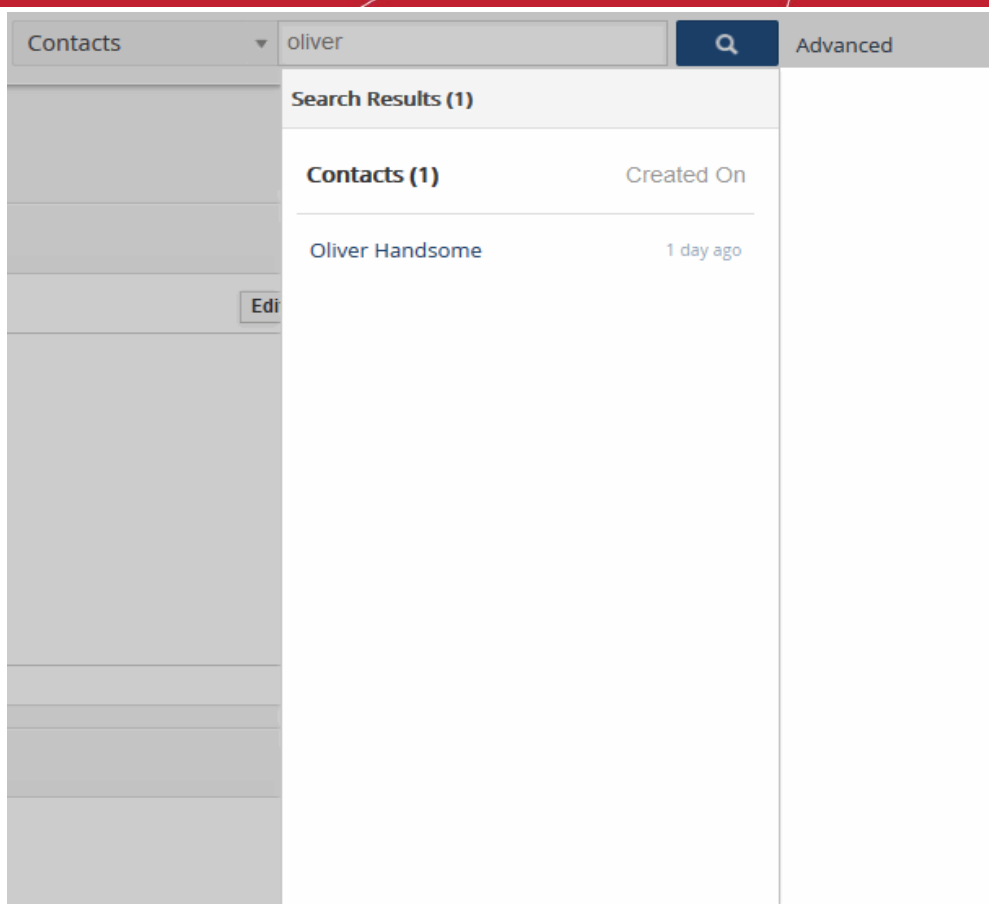 Contacts oliver Advanced
Search Results (1)
Contacts (1) Created On
Oliver Handsome 1 day ago
Edi